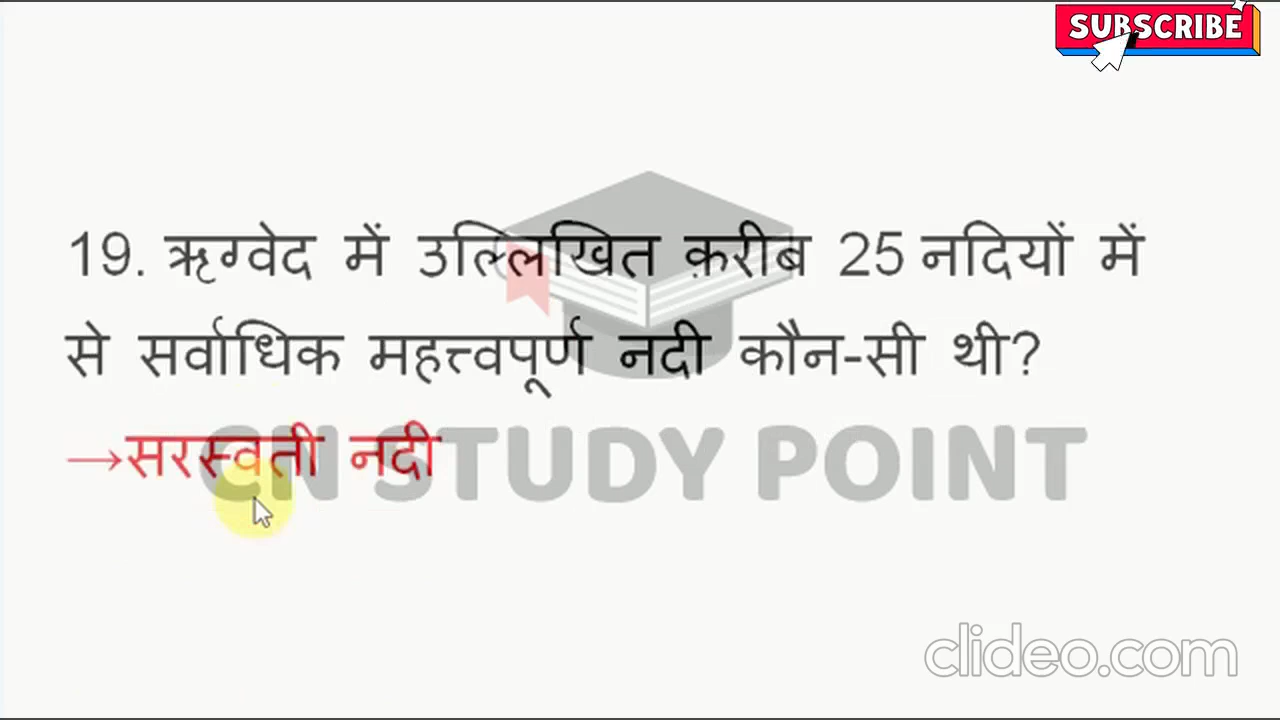 SUBSCRIBE
19. ऋग्वेद में उल्लिखित क़रीब 25 नदियों में
से सर्वाधिक महत्त्वपूर्ण नदी कौन-सी थी?
→सरस्वती नदी
CN STUDY POINT
clideo.com